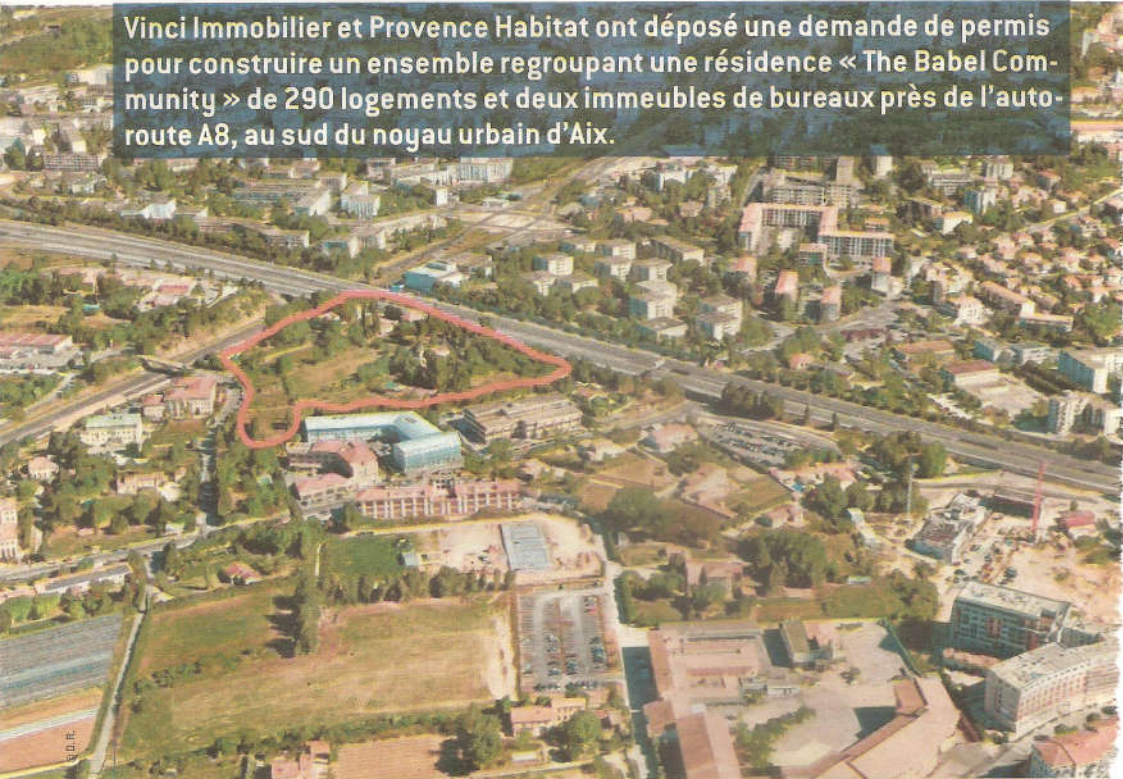 Vinci Immobilier et Provence Habitat ont déposé une demande de permis
pour construire un ensemble regroupant une résidence « The Babel Com-
munity » de 290 logements et deux immeubles de bureaux près de l'auto-
route A8, au sud du noyau urbain d'Aix.
© D.R.